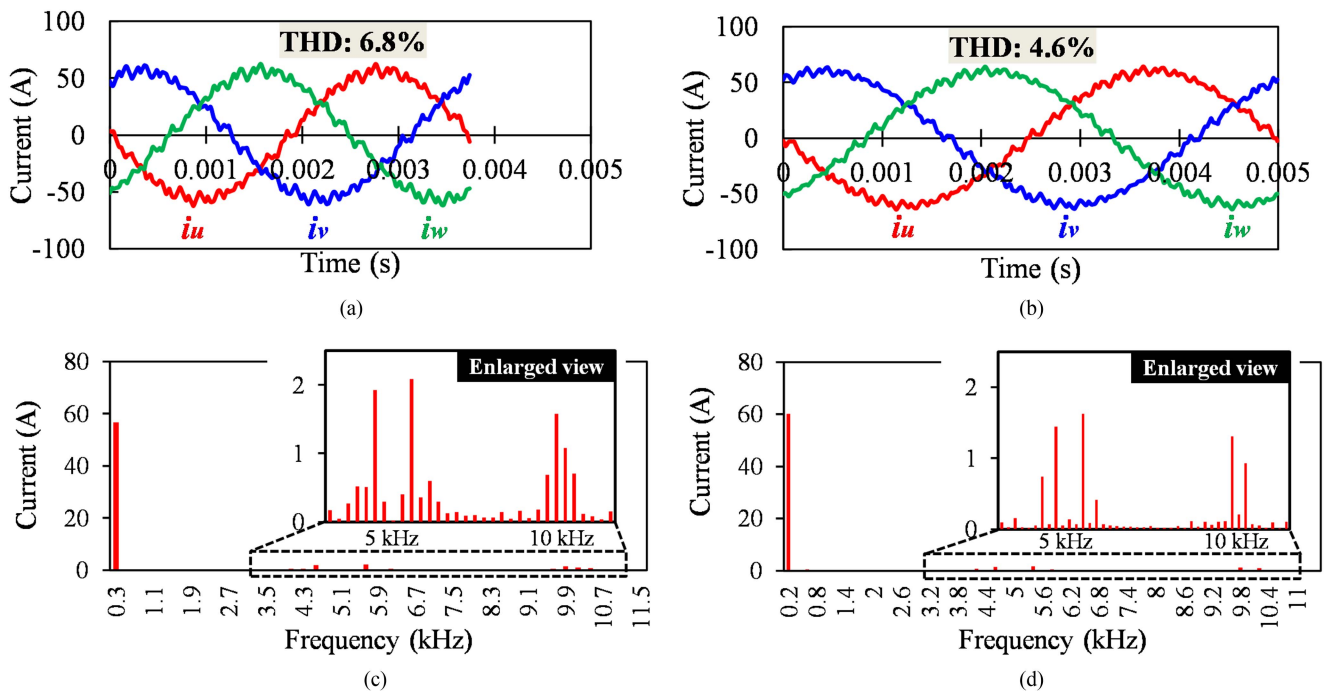 THD: 6.8%
Current (A)
100
50
0
-50
-100
0
0.001
0.002
0.003
0.004
0.005
iu
iv
iw
Time (s)
(a)
THD: 4.6%
Current (A)
100
50
0
-50
-100
0
0.001
0.002
0.003
0.004
0.005
iu
iv
iw
Time (s)
(b)
Enlarged view
2
1
0
5 kHz
10 kHz
Current (A)
80
60
40
20
0
0.3
1.1
1.9
2.7
3.5
4.3
5.1
5.9
6.7
7.5
8.3
9.1
9.9
10.7
11.5
Frequency (kHz)
(c)
Enlarged view
2
1
0
5 kHz
10 kHz
Current (A)
80
60
40
20
0
0.2
0.8
1.4
2
2.6
3.2
3.8
4.4
5
5.6
6.2
6.8
7.4
8
8.6
9.2
9.8
10.4
11
Frequency (kHz)
(d)